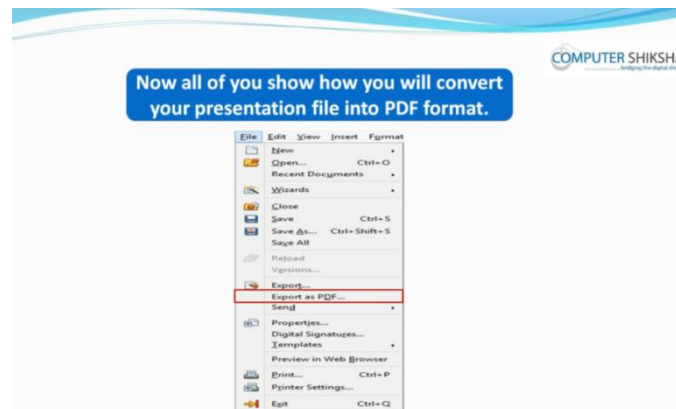 COMPUTER SHIKSHA
bridging the digital
Now all of you show how you will convert
your presentation file into PDF format.
File Edit View Insert Format
New
Open... Ctrl+O
Recent Documents
Wizards
Close
Save Ctrl+S
Save As... Ctrl+Shift+S
Save All
Reload
Versions...
Export...
Export as PDF...
Send
Properties...
Digital Signatures...
Templates
Preview in Web Browser
Print... Ctrl+P
Printer Settings...
Exit Ctrl+Q